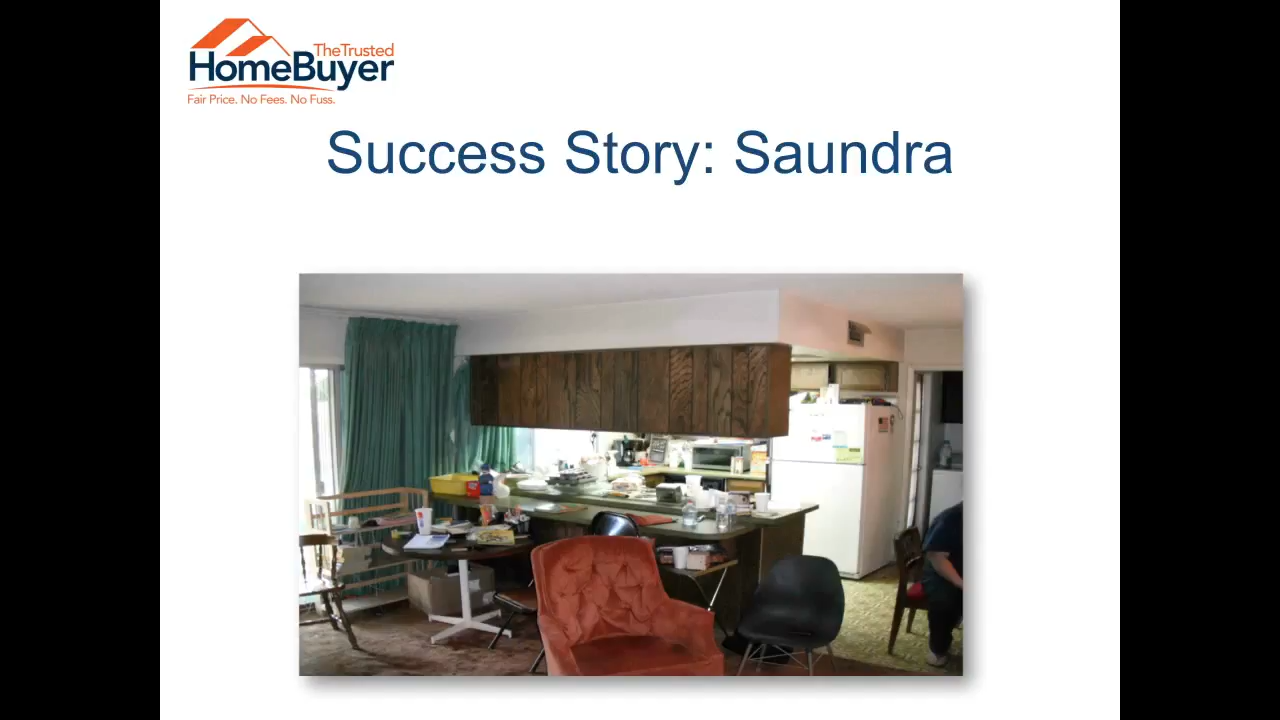 TheTrusted
HomeBuyer
Fair Price. No Fees. No Fuss.
Success Story: Saundra